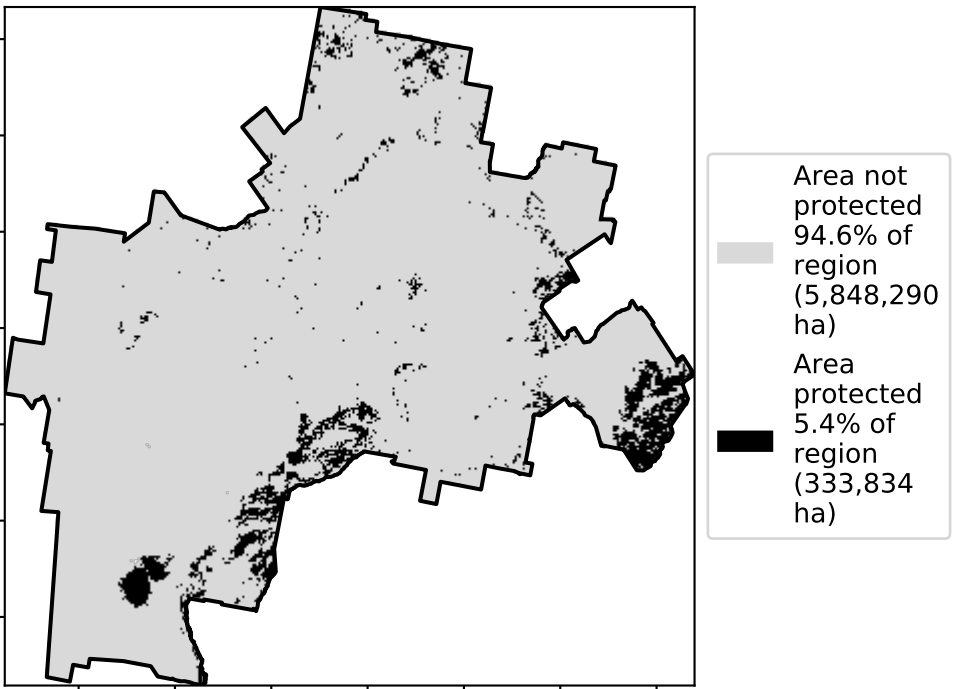 Area not
protected
94.6% of
region
(5,848,290
ha)
Area
protected
5.4% of
region
(333,834
ha)